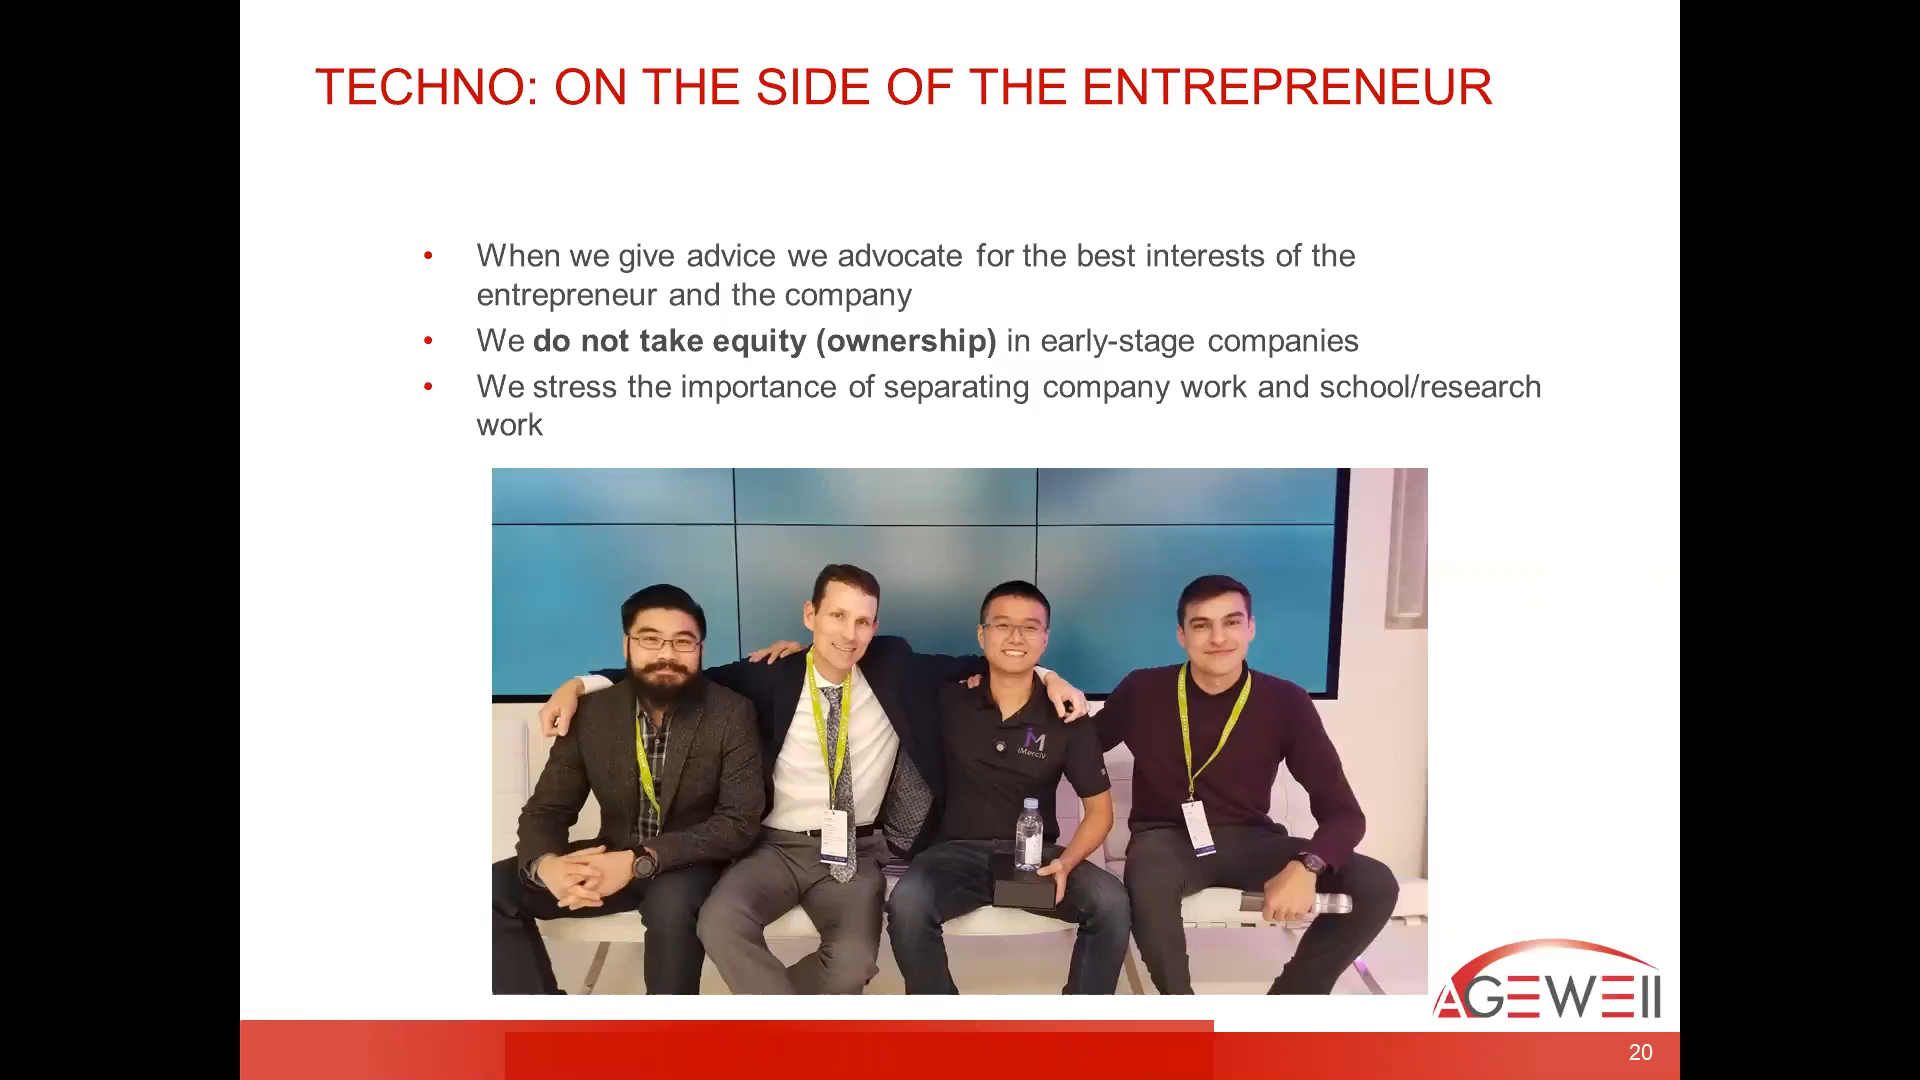 TECHNO: ON THE SIDE OF THE ENTREPRENEUR
• When we give advice we advocate for the best interests of the
entrepreneur and the company
• We do not take equity (ownership) in early-stage companies
• We stress the importance of separating company work and school/research
work
iM
iMerciv
AGEWEll
20